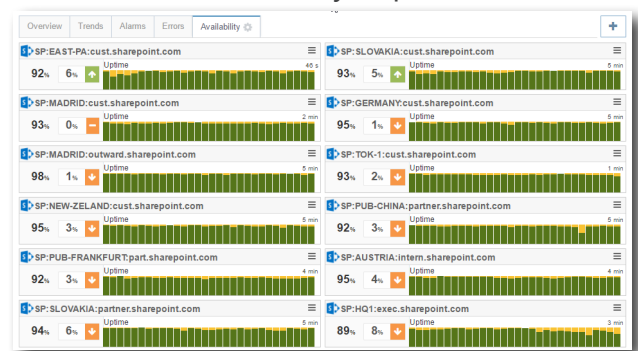 Overview Trends Alarms Errors Availability
SP:EAST-PA:cust.sharepoint.com
92% 6% Uptime 46 s
SP:SLOVAKIA:cust.sharepoint.com
93% 5% Uptime 5 min
SP:MADRID:cust.sharepoint.com
93% 0% Uptime 2 min
SP:GERMANY:cust.sharepoint.com
95% 1% Uptime 5 min
SP:MADRID:outward.sharepoint.com
98% 1% Uptime 5 min
SP:TOK-1:cust.sharepoint.com
93% 2% Uptime 1 min
SP:NEW-ZELAND:cust.sharepoint.com
95% 3% Uptime 5 min
SP:PUB-CHINA:partner.sharepoint.com
92% 3% Uptime 5 min
SP:PUB-FRANKFURT:part.sharepoint.com
92% 3% Uptime 4 min
SP:AUSTRIA:intern.sharepoint.com
95% 4% Uptime 4 min
SP:SLOVAKIA:partner.sharepoint.com
94% 6% Uptime 5 min
SP:HQ1:exec.sharepoint.com
89% 8% Uptime 3 min